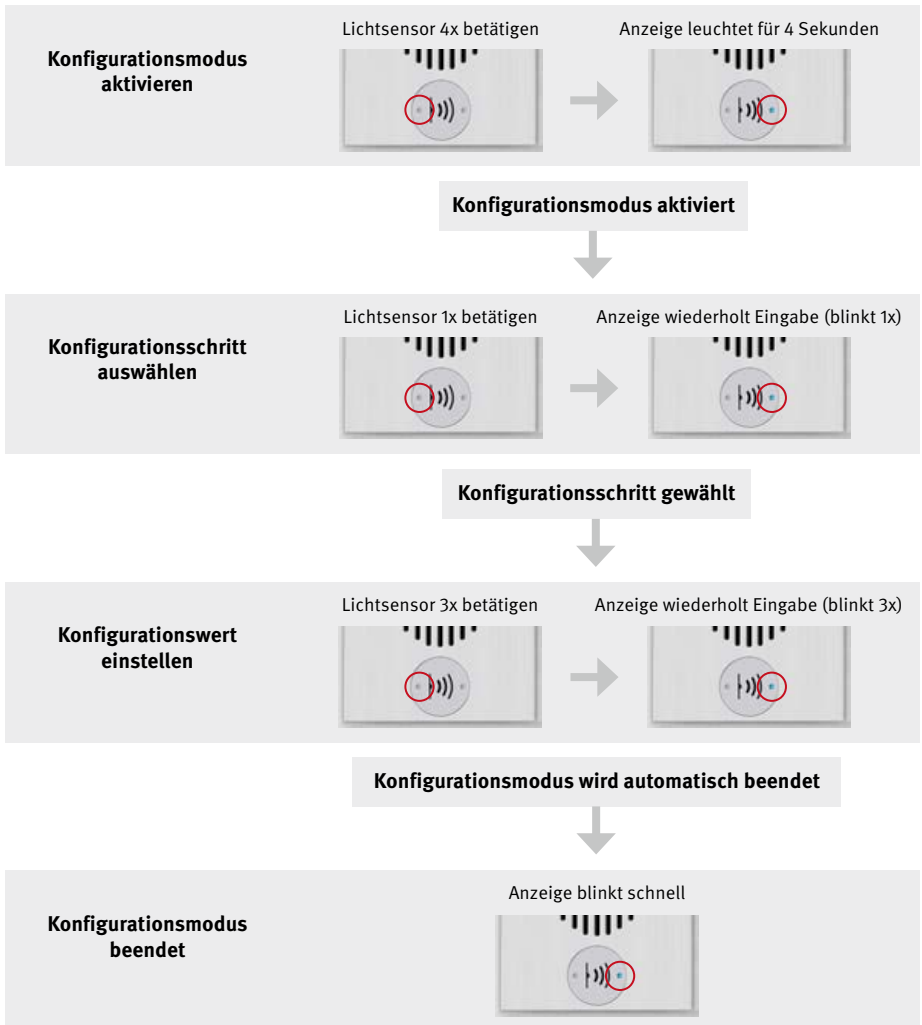 Konfigurationsmodus
aktivieren
Lichtsensor 4x betätigen
Anzeige leuchtet für 4 Sekunden
Konfigurationsmodus aktiviert
Konfigurationsschritt
auswählen
Lichtsensor 1x betätigen
Anzeige wiederholt Eingabe (blinkt 1x)
Konfigurationsschritt gewählt
Konfigurationswert
einstellen
Lichtsensor 3x betätigen
Anzeige wiederholt Eingabe (blinkt 3x)
Konfigurationsmodus wird automatisch beendet
Konfigurationsmodus
beendet
Anzeige blinkt schnell